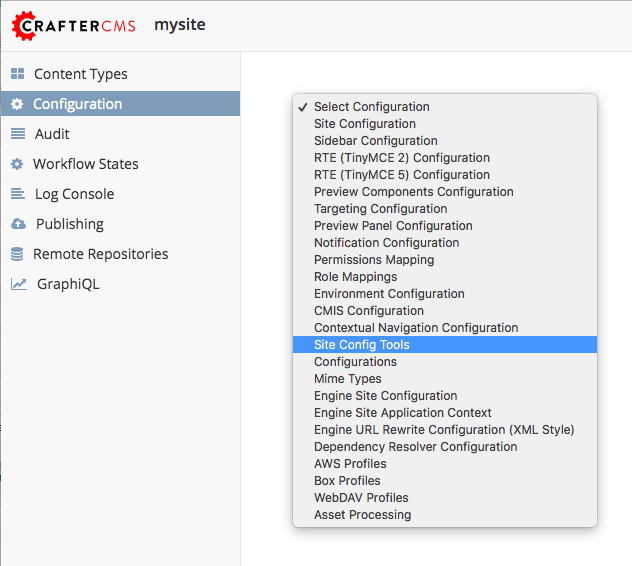 CRAFTERCMS mysite
Content Types
Configuration
Audit
Workflow States
Log Console
Publishing
Remote Repositories
GraphiQL
✓ Select Configuration
Site Configuration
Sidebar Configuration
RTE (TinyMCE 2) Configuration
RTE (TinyMCE 5) Configuration
Preview Components Configuration
Targeting Configuration
Preview Panel Configuration
Notification Configuration
Permissions Mapping
Role Mappings
Environment Configuration
CMIS Configuration
Contextual Navigation Configuration
Site Config Tools
Configurations
Mime Types
Engine Site Configuration
Engine Site Application Context
Engine URL Rewrite Configuration (XML Style)
Dependency Resolver Configuration
AWS Profiles
Box Profiles
WebDAV Profiles
Asset Processing